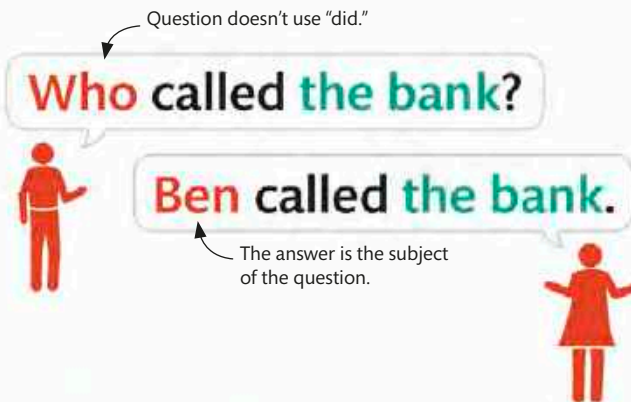 Question doesn’t use “did.”
Who called the bank?
Ben called the bank.
The answer is the subject
of the question.